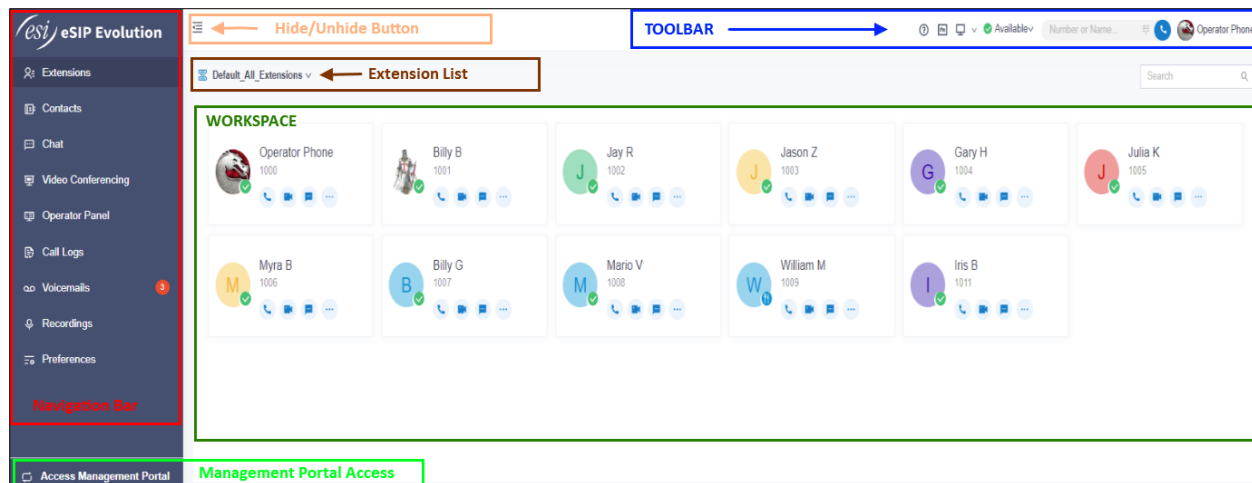 esi eSIP Evolution
Hide/Unhide Button
TOOLBAR
Available
Number or Name...
Operator Phone
Extensions
Contacts
Chat
Video Conferencing
Operator Panel
Call Logs
Voicemails 3
Recordings
Preferences
Navigation Bar
Access Management Portal
Management Portal Access
Default_All_Extensions
Extension List
Search
WORKSPACE
Operator Phone
1000
Billy B
1001
J
Jay R
1002
J
Jason Z
1003
G
Gary H
1004
J
Julia K
1005
M
Myra B
1006
B
Billy G
1007
M
Mario V
1008
W
William M
1009
I
Iris B
1011